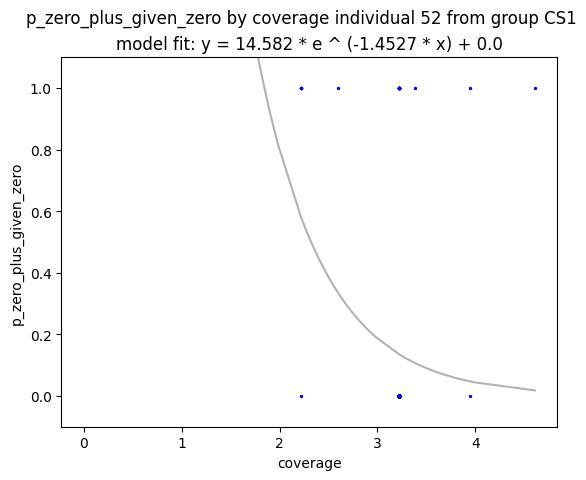 p_zero_plus_given_zero by coverage individual 52 from group CS1
model fit: y = 14.582 * e ^ (-1.4527 * x) + 0.0
1.0
0.8
0.6
0.4
0.2
0.0
p_zero_plus_given_zero
0 1 2 3 4
coverage